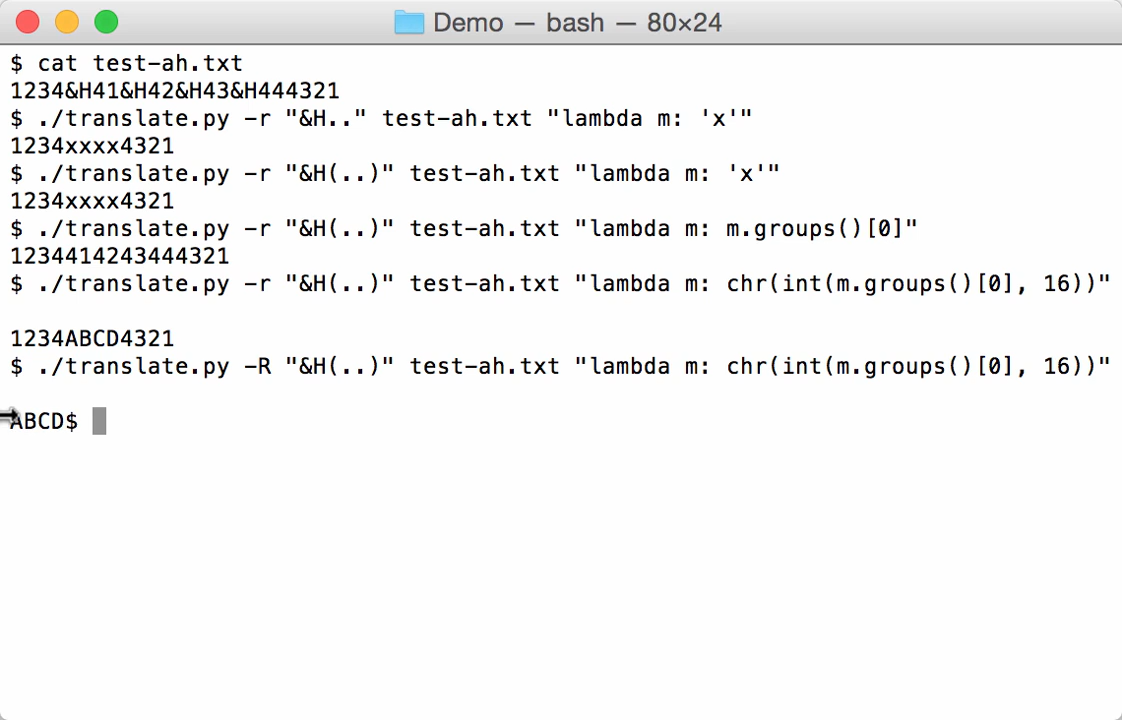 Demo — bash — 80×24
$ cat test-ah.txt
1234&H41&H42&H43&H444321
$ ./translate.py -r "&H.." test-ah.txt "lambda m: 'x'"
1234xxxx4321
$ ./translate.py -r "&H(..)" test-ah.txt "lambda m: 'x'"
1234xxxx4321
$ ./translate.py -r "&H(..)" test-ah.txt "lambda m: m.groups()[0]"
1234414243444321
$ ./translate.py -r "&H(..)" test-ah.txt "lambda m: chr(int(m.groups()[0], 16))"
1234ABCD4321
$ ./translate.py -R "&H(..)" test-ah.txt "lambda m: chr(int(m.groups()[0], 16))"
ABCD$